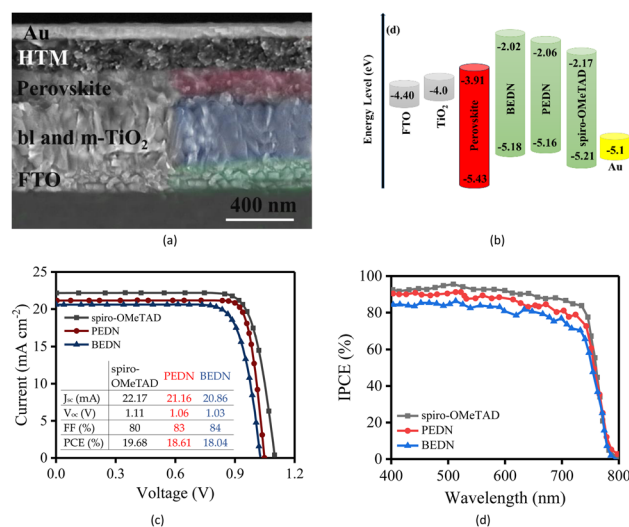 Au
HTM
Perovskite
bl and m-TiO₂
FTO
400 nm
(a)
(d)
Energy Level (eV)
-4.40
FTO
-4.0
TiO₂
-3.91
Perovskite
-5.43
-2.02
BEDN
-5.18
-2.06
PEDN
-5.16
-2.17
spiro-OMeTAD
-5.21
-5.1
Au
(b)
Current (mA cm⁻²)
25
20
15
10
5
0
0.0 0.3 0.6 0.9 1.2
Voltage (V)
spiro-OMeTAD
PEDN
BEDN
spiro-OMeTAD PEDN BEDN
Jsc (mA) 22.17 21.16 20.86
Voc (V) 1.11 1.06 1.03
FF (%) 80 83 84
PCE (%) 19.68 18.61 18.04
(c)
IPCE (%)
100
80
60
40
20
0
400 500 600 700 800
Wavelength (nm)
spiro-OMeTAD
PEDN
BEDN
(d)